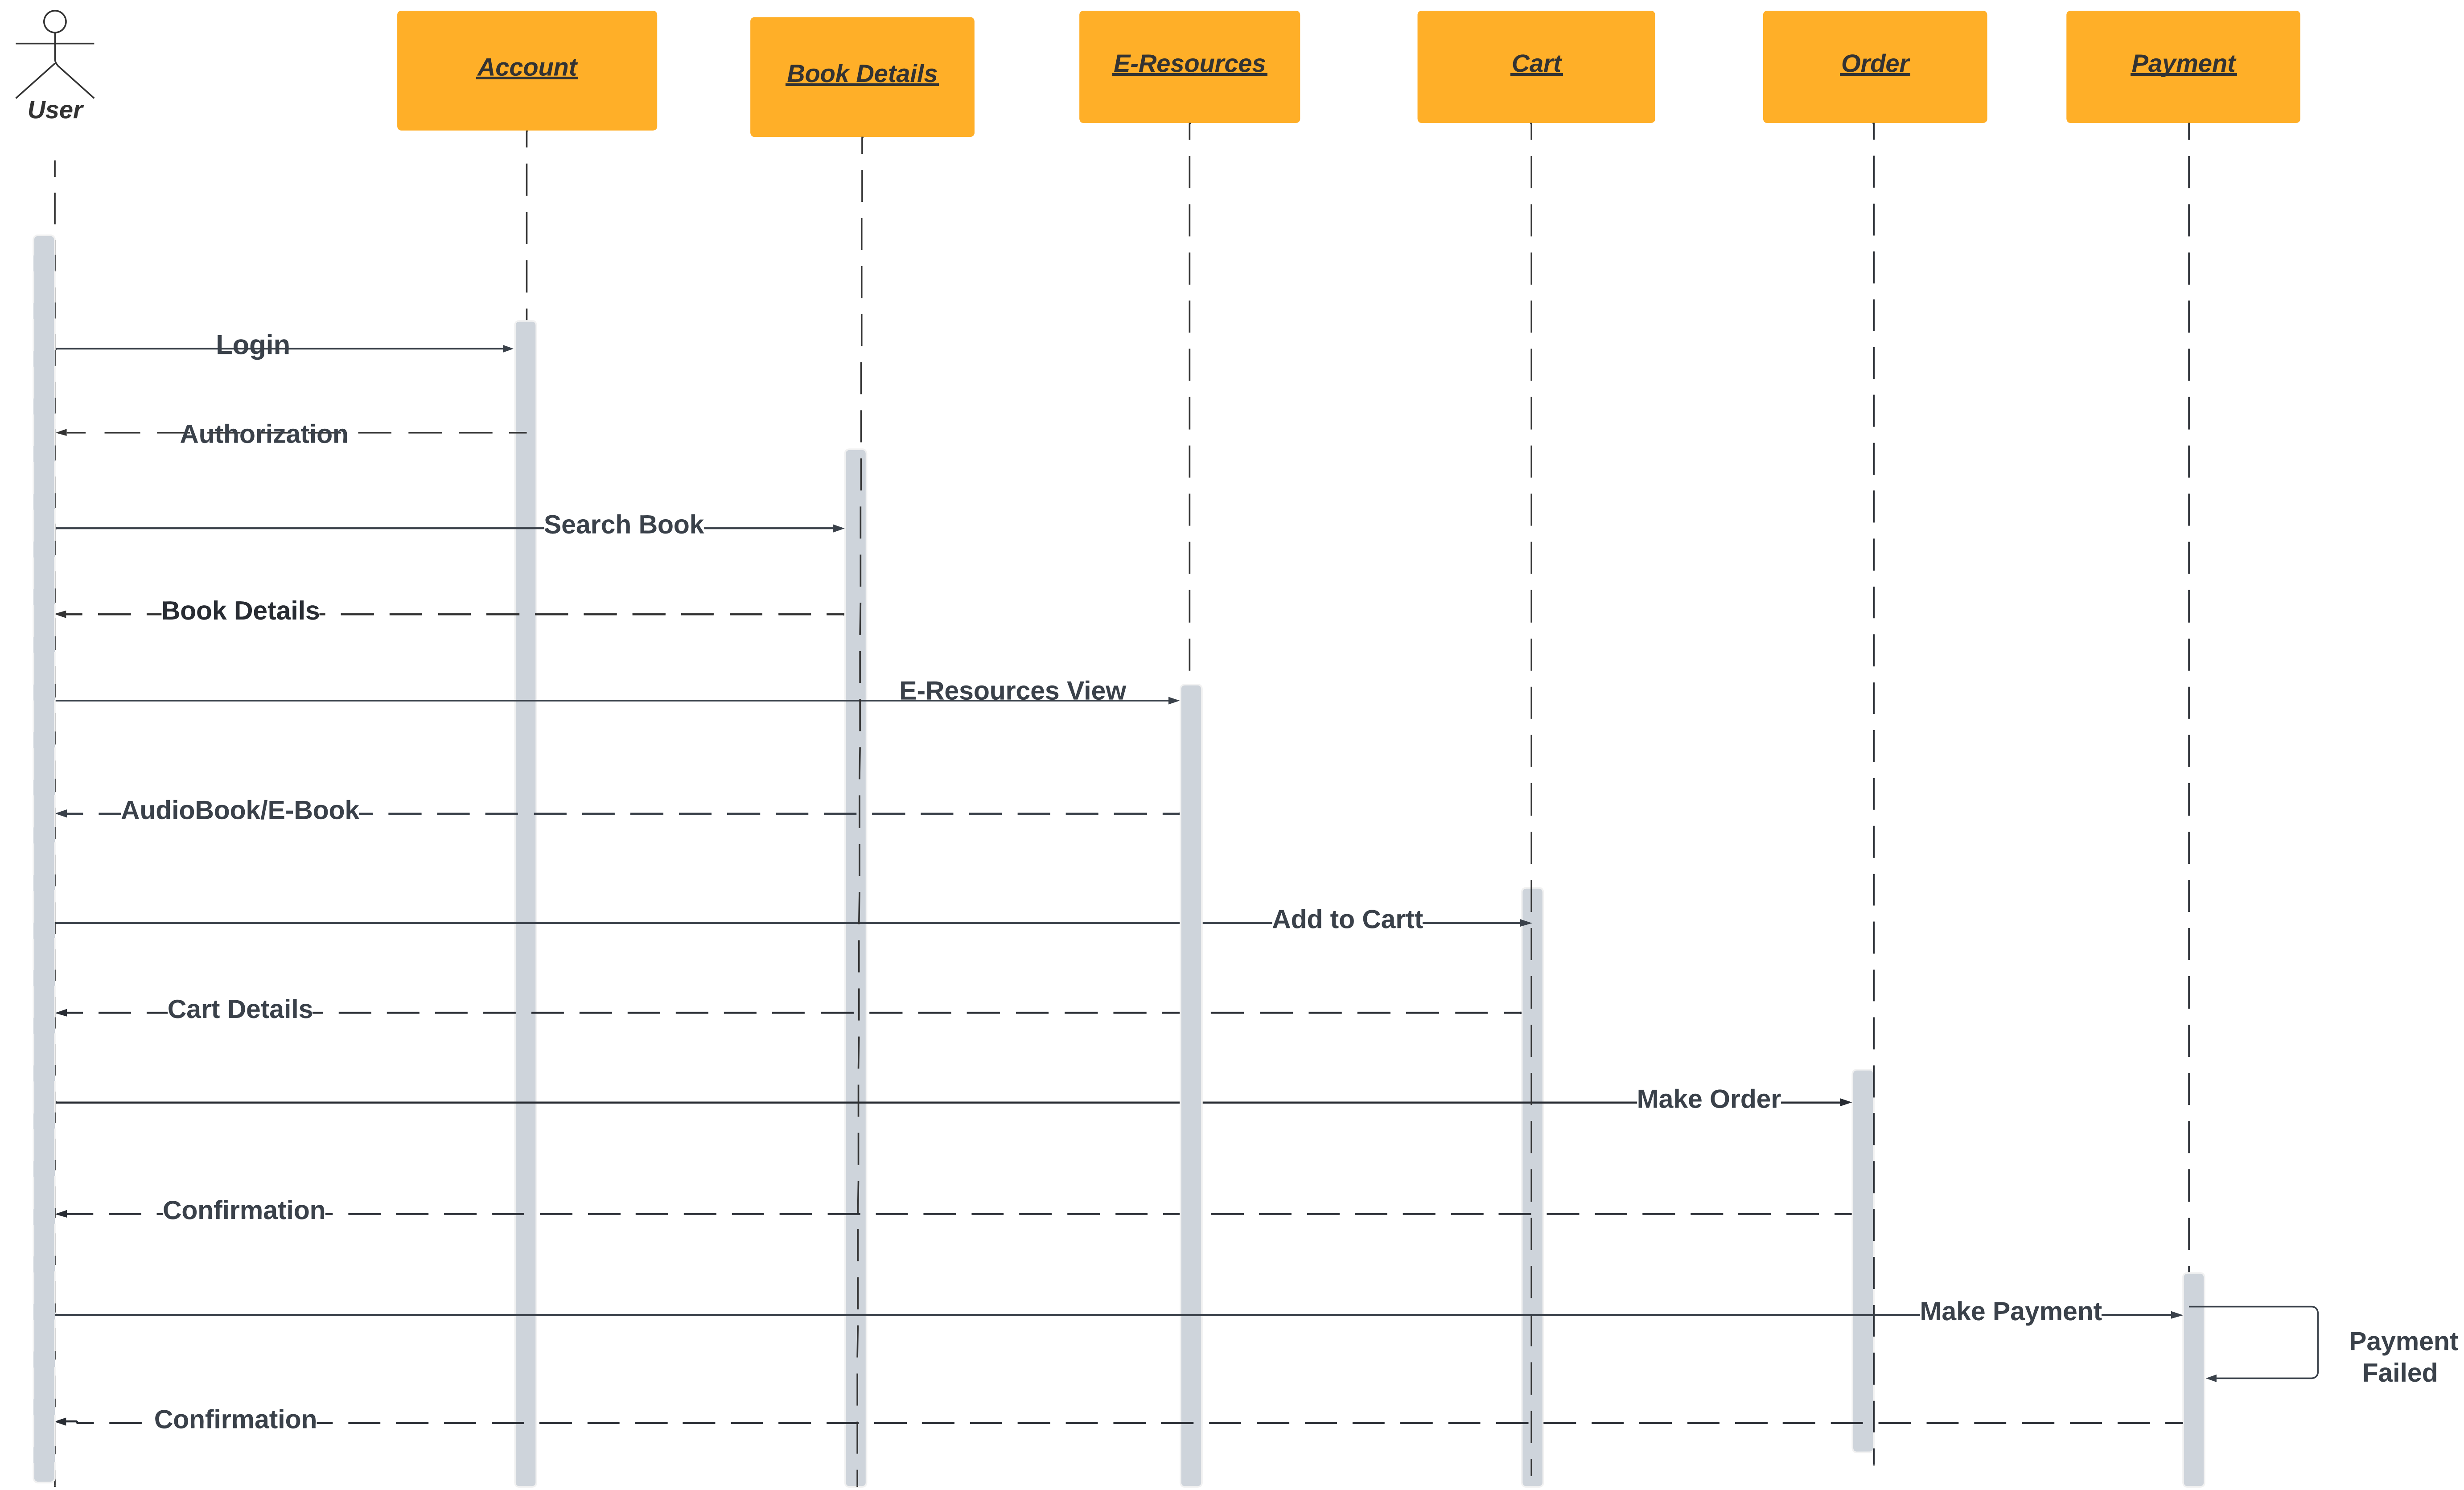 User
Account
Book Details
E-Resources
Cart
Order
Payment
Login
Authorization
Search Book
Book Details
E-Resources View
AudioBook/E-Book
Add to Cartt
Cart Details
Make Order
Confirmation
Make Payment
Payment
Failed
Confirmation